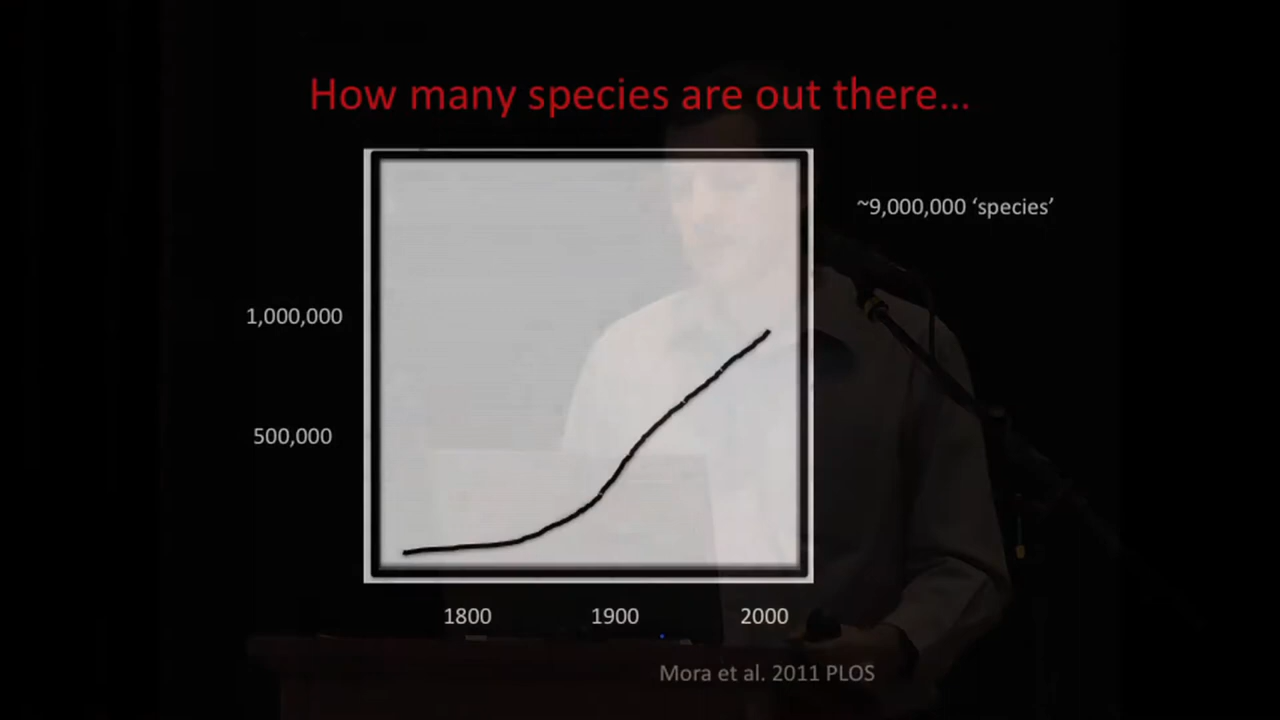 How many species are out there...
~9,000,000 ‘species’
1,000,000
500,000
1800 1900 2000
Mora et al. 2011 PLOS